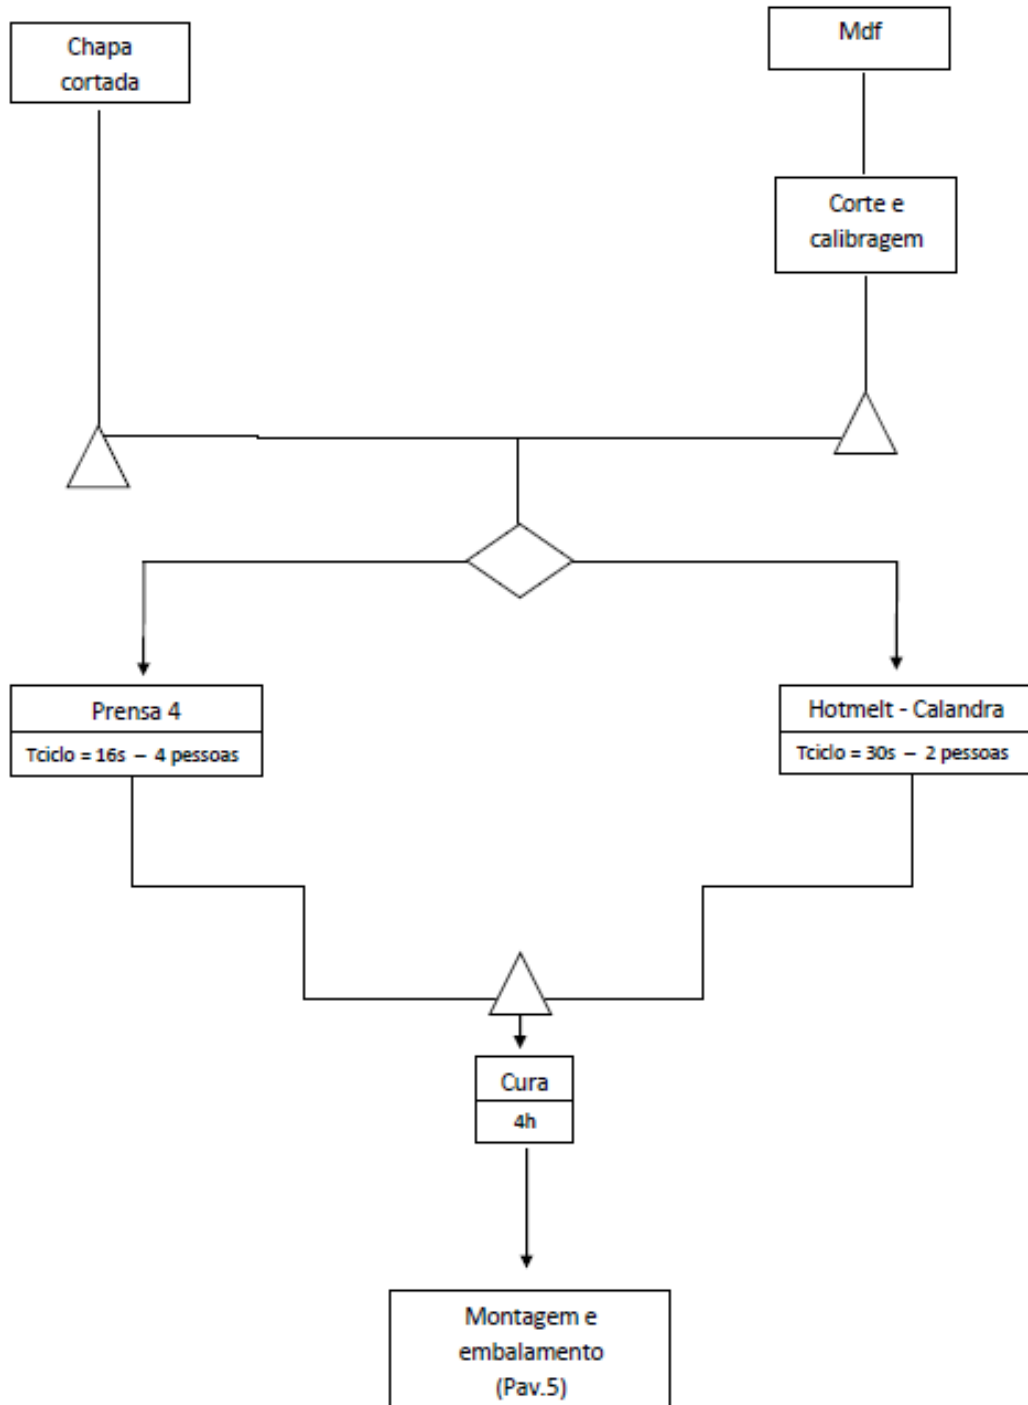 Chapa
cortada
Mdf
Corte e
calibragem
Prensa 4
Tciclo = 16s – 4 pessoas
Hotmelt - Calandra
Tciclo = 30s – 2 pessoas
Cura
4h
Montagem e
embalamento
(Pav.5)